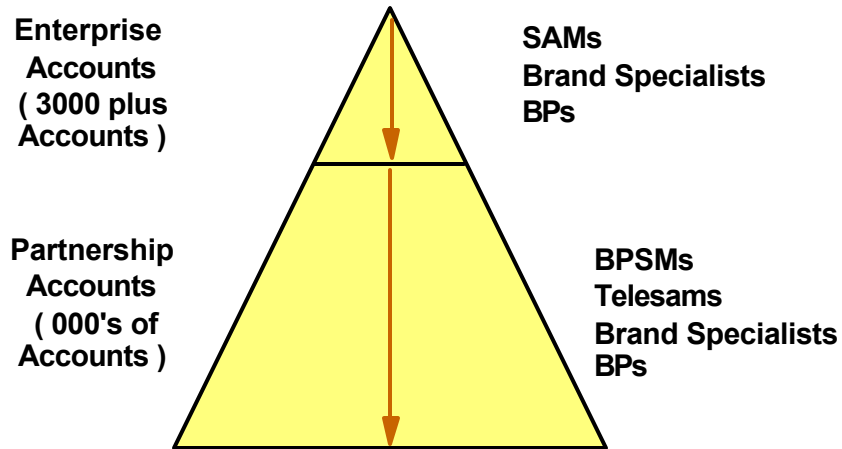 Enterprise
Accounts
( 3000 plus
Accounts )
SAMs
Brand Specialists
BPs
Partnership
Accounts
( 000's of
Accounts )
BPSMs
Telesams
Brand Specialists
BPs